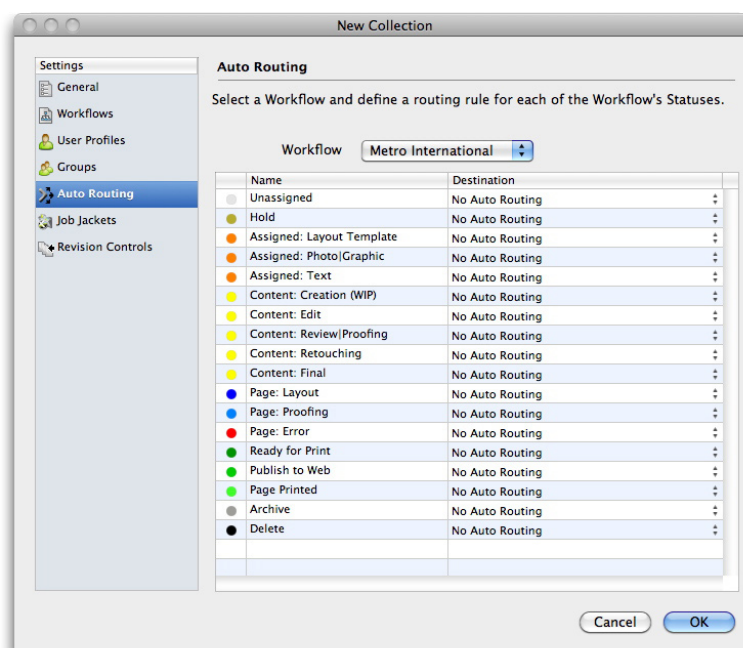 New Collection
Settings
General
Workflows
User Profiles
Groups
Auto Routing
Job Jackets
Revision Controls
Auto Routing
Select a Workflow and define a routing rule for each of the Workflow's Statuses.
Workflow Metro International
Name Destination
Unassigned No Auto Routing
Hold No Auto Routing
Assigned: Layout Template No Auto Routing
Assigned: Photo|Graphic No Auto Routing
Assigned: Text No Auto Routing
Content: Creation (WIP) No Auto Routing
Content: Edit No Auto Routing
Content: Review|Proofing No Auto Routing
Content: Retouching No Auto Routing
Content: Final No Auto Routing
Page: Layout No Auto Routing
Page: Proofing No Auto Routing
Page: Error No Auto Routing
Ready for Print No Auto Routing
Publish to Web No Auto Routing
Page Printed No Auto Routing
Archive No Auto Routing
Delete No Auto Routing
Cancel OK